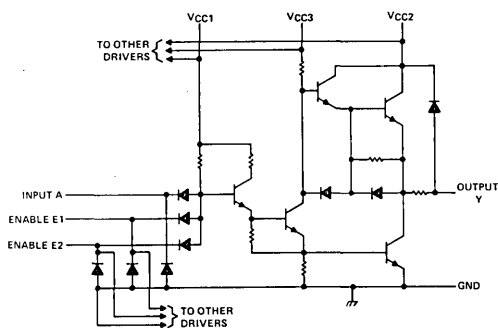 VCC1 VCC3 VCC2
TO OTHER
DRIVERS
INPUT A
ENABLE E1
ENABLE E2
OUTPUT
Y
GND
TO OTHER
DRIVERS